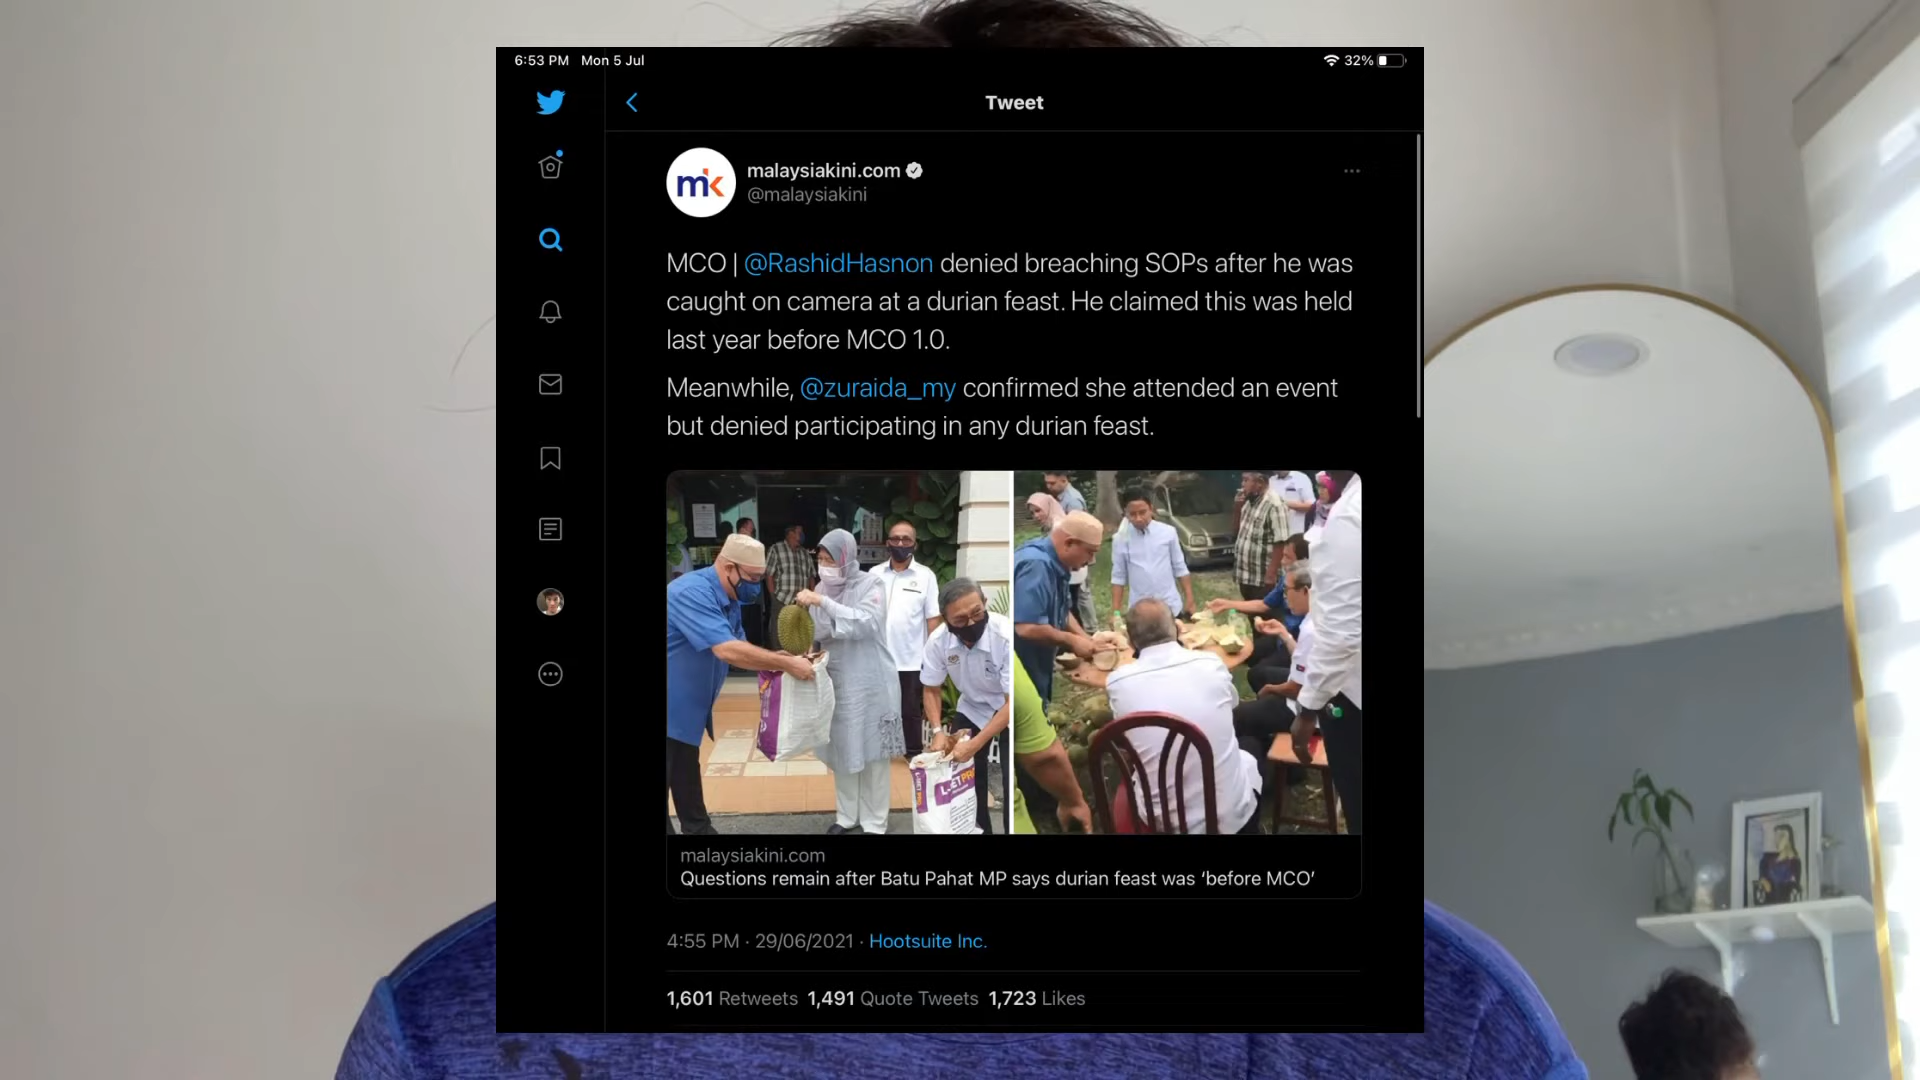 6:53 PM Mon 5 Jul
32%
Tweet
mk
malaysiakini.com
@malaysiakini
MCO | @RashidHasnon denied breaching SOPs after he was
caught on camera at a durian feast. He claimed this was held
last year before MCO 1.0.
Meanwhile, @zuraida_my confirmed she attended an event
but denied participating in any durian feast.
malaysiakini.com
Questions remain after Batu Pahat MP says durian feast was ‘before MCO’
4:55 PM · 29/06/2021 · Hootsuite Inc.
1,601 Retweets 1,491 Quote Tweets 1,723 Likes